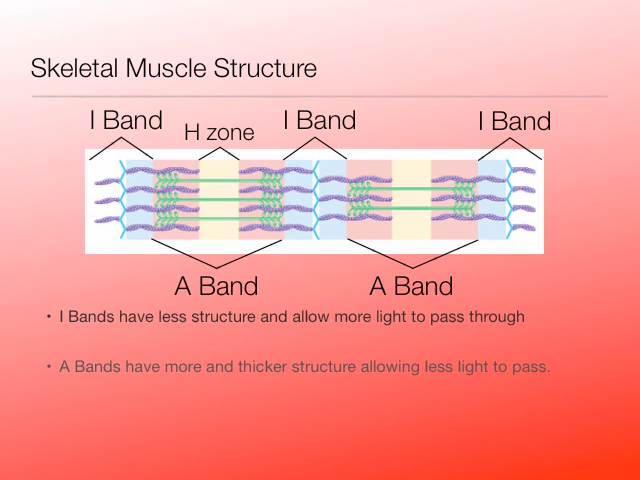 Skeletal Muscle Structure
I Band
H zone
I Band
I Band
A Band
A Band
• I Bands have less structure and allow more light to pass through
• A Bands have more and thicker structure allowing less light to pass.